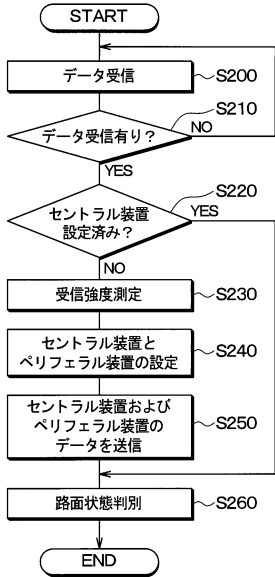 START
データ受信
S200
データ受信有り？
S210
NO
YES
セントラル装置
設定済み？
S220
YES
NO
受信強度測定
S230
セントラル装置と
ペリフェラル装置の設定
S240
セントラル装置および
ペリフェラル装置の
データを送信
S250
路面状態判別
S260
END